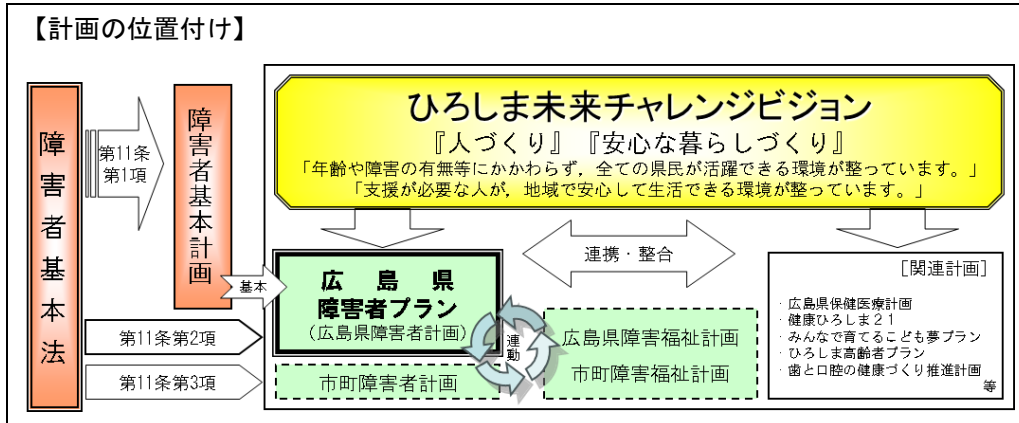 【計画の位置付け】
障害者基本法
第11条
第1項
障害者基本計画
ひろしま未来チャレンジビジョン
『人づくり』『安心な暮らしづくり』
「年齢や障害の有無等にかかわらず，全ての県民が活躍できる環境が整っています。」
「支援が必要な人が，地域で安心して生活できる環境が整っています。」
基本
広島県
障害者プラン
（広島県障害者計画）
連携・整合
第11条第2項
第11条第3項
市町障害者計画
連動
広島県障害福祉計画
市町障害福祉計画
［関連計画］
・広島県保健医療計画
・健康ひろしま２１
・みんなで育てるこども夢プラン
・ひろしま高齢者プラン
・歯と口腔の健康づくり推進計画
等